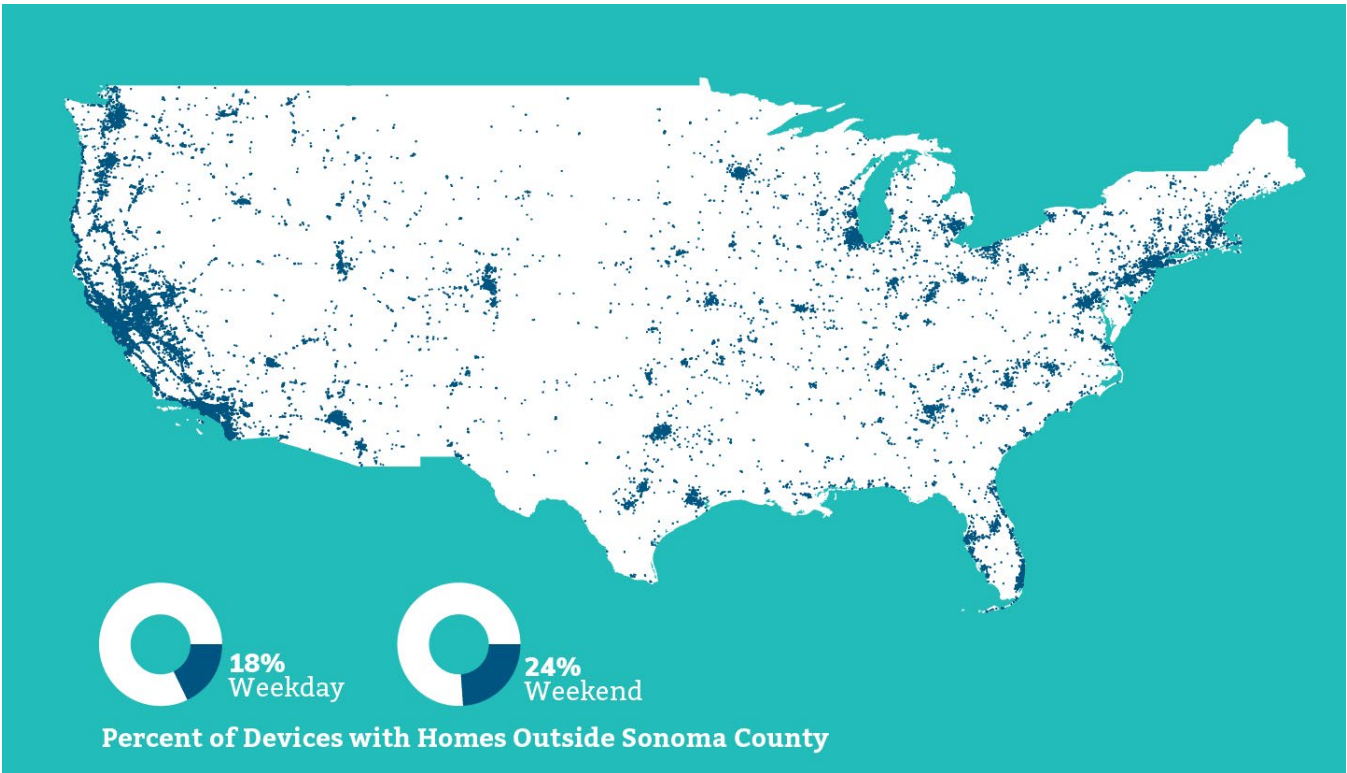 18%
Weekday
24%
Weekend
Percent of Devices with Homes Outside Sonoma County